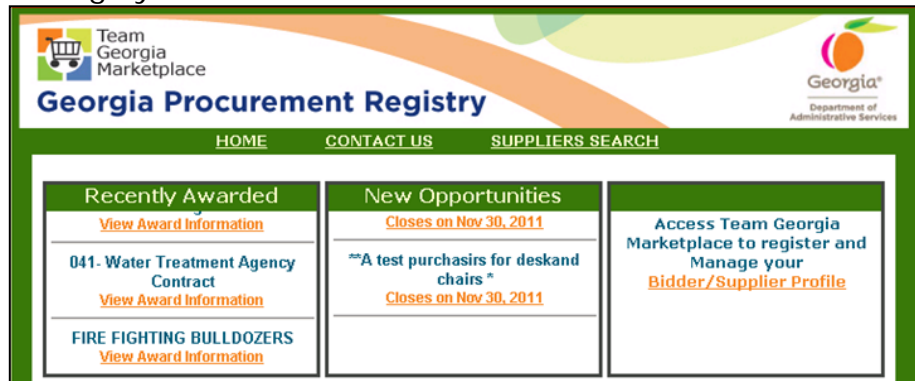 Team
Georgia
Marketplace
Georgia Procurement Registry
Georgia®
Department of
Administrative Services
HOME CONTACT US SUPPLIERS SEARCH
Recently Awarded
View Award Information
041- Water Treatment Agency
Contract
View Award Information
FIRE FIGHTING BULLDOZERS
View Award Information
New Opportunities
Closes on Nov 30, 2011
**A test purchasirs for deskand
chairs *
Closes on Nov 30, 2011
Access Team Georgia
Marketplace to register and
Manage your
Bidder/Supplier Profile